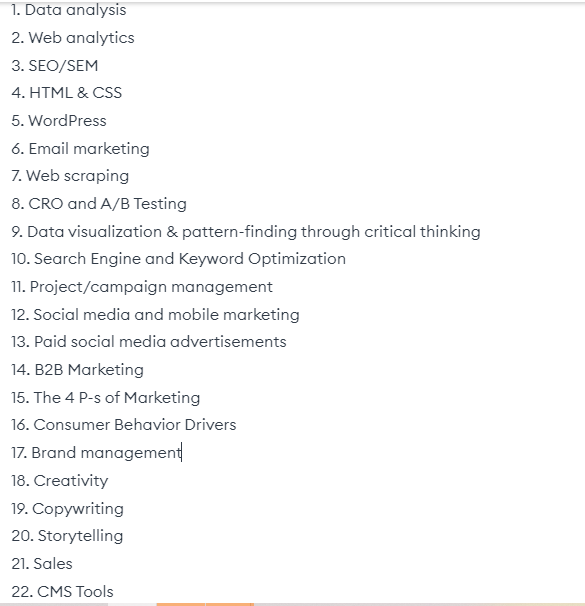 1. Data analysis
2. Web analytics
3. SEO/SEM
4. HTML & CSS
5. WordPress
6. Email marketing
7. Web scraping
8. CRO and A/B Testing
9. Data visualization & pattern-finding through critical thinking
10. Search Engine and Keyword Optimization
11. Project/campaign management
12. Social media and mobile marketing
13. Paid social media advertisements
14. B2B Marketing
15. The 4 P-s of Marketing
16. Consumer Behavior Drivers
17. Brand management
18. Creativity
19. Copywriting
20. Storytelling
21. Sales
22. CMS Tools